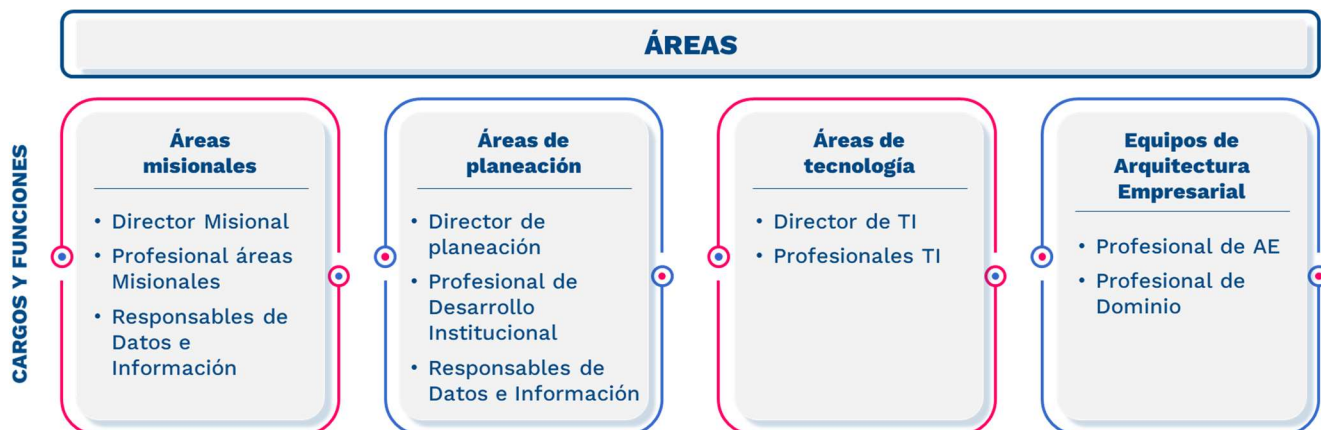 ÁREAS
CARGOS Y FUNCIONES
Áreas
misionales
• Director Misional
• Profesional áreas
Misionales
• Responsables de
Datos e
Información
Áreas de
planeación
• Director de
planeación
• Profesional de
Desarrollo
Institucional
• Responsables de
Datos e Información
Áreas de
tecnología
• Director de TI
• Profesionales TI
Equipos de
Arquitectura
Empresarial
• Profesional de AE
• Profesional de
Dominio